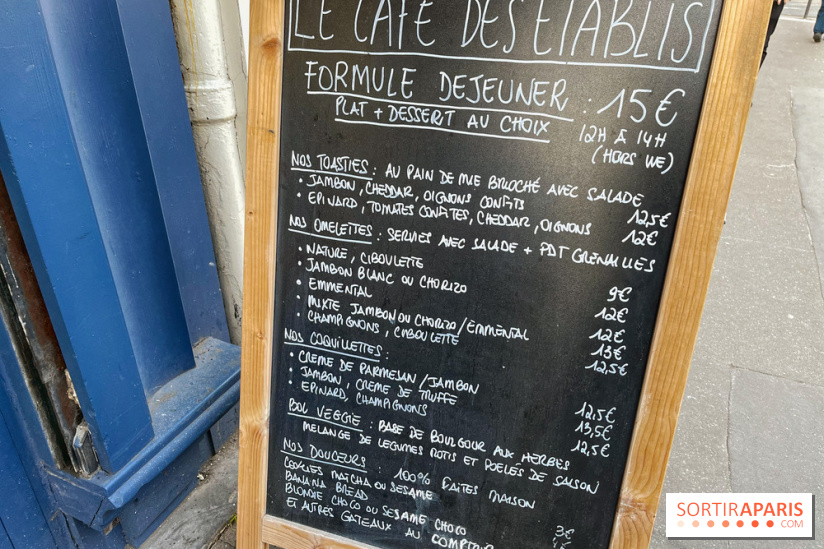 LE CAFE DES ETABLIS
FORMULE DEJEUNER : 15€
PLAT + DESSERT AU CHOIX 12H A 14H
(HORS WE)
NOS TOASTIES : AU PAIN DE MIE BRIOCHÉ AVEC SALADE
• JAMBON, CHEDDAR, OIGNONS CONFITS 12,5€
• EPINARD, TOMATES CONFITES, CHEDDAR, OIGNONS 12€
NOS OMELETTES : SERVIES AVEC SALADE + PDT GRENAILLES
• NATURE, CIBOULETTE 9€
• JAMBON BLANC OU CHORIZO 12€
• EMMENTAL 12€
• MIXTE JAMBON OU CHORIZO / EMMENTAL 13€
• CHAMPIGNONS, CIBOULETTE 12,5€
NOS COQUILLETTES :
• CREME DE PARMESAN / JAMBON 12,5€
• JAMBON, CREME DE TRUFFE 13,5€
• EPINARD, CHAMPIGNONS 12,5€
BOL VEGGIE : BASE DE BOULGOUR AUX HERBES
MELANGE DE LEGUMES ROTIS ET POELÉS DE SAISON
NOS DOUCEURS : 100% FAITES MAISON
COOKIES MATCHA OU SESAME 3€
BANANA BREAD
BLONDIE CHOCO OU SESAME CHOCO
ET AUTRES GATEAUX AU COMPTOIR
SORTIRAPARIS
.COM